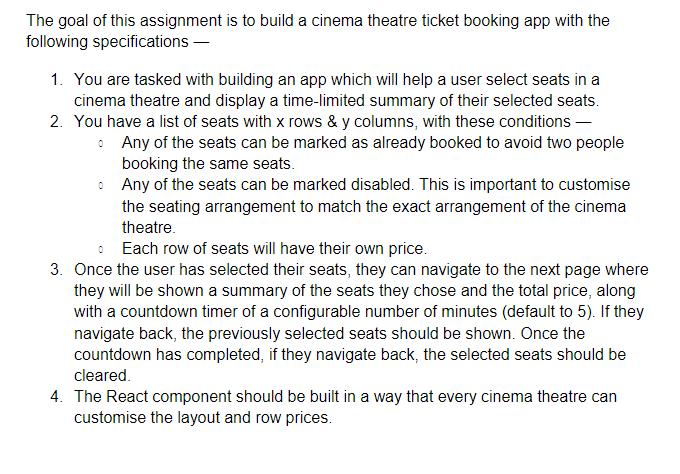 The goal of this assignment is to build a cinema theatre ticket booking app with the
following specifications —
1. You are tasked with building an app which will help a user select seats in a
cinema theatre and display a time-limited summary of their selected seats.
2. You have a list of seats with x rows & y columns, with these conditions —
○ Any of the seats can be marked as already booked to avoid two people
booking the same seats.
○ Any of the seats can be marked disabled. This is important to customise
the seating arrangement to match the exact arrangement of the cinema
theatre.
○ Each row of seats will have their own price.
3. Once the user has selected their seats, they can navigate to the next page where
they will be shown a summary of the seats they chose and the total price, along
with a countdown timer of a configurable number of minutes (default to 5). If they
navigate back, the previously selected seats should be shown. Once the
countdown has completed, if they navigate back, the selected seats should be
cleared.
4. The React component should be built in a way that every cinema theatre can
customise the layout and row prices.